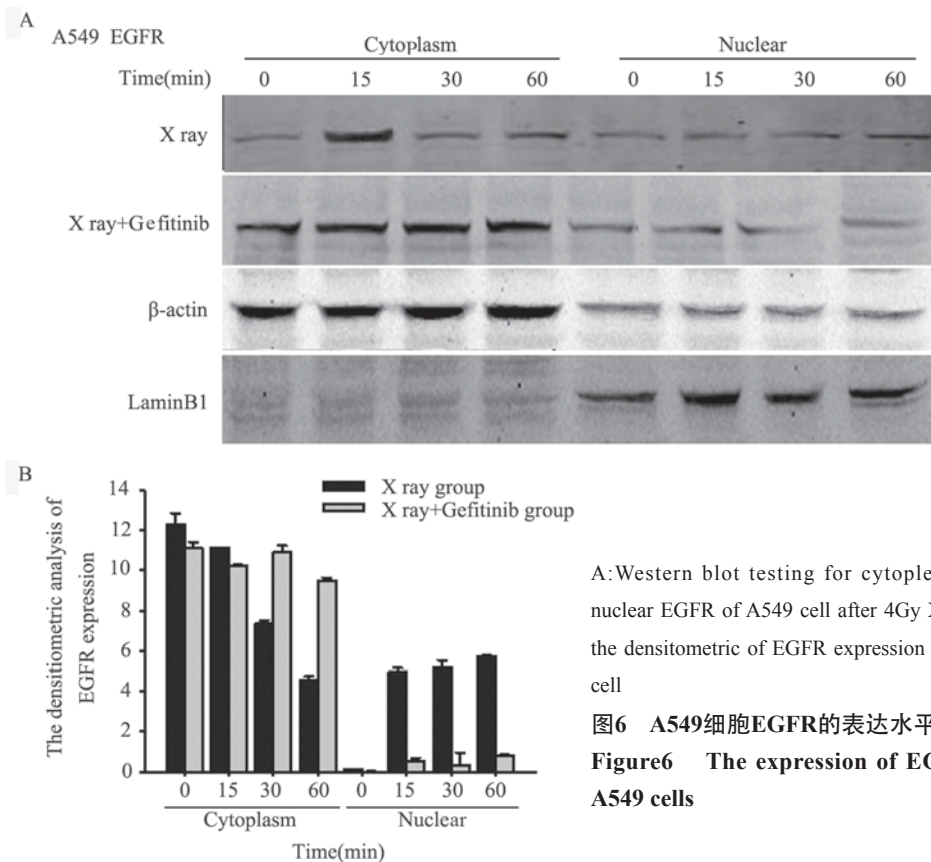 A
A549 EGFR
Cytoplasm Nuclear
Time(min) 0 15 30 60 0 15 30 60
X ray
X ray+Gefitinib
β-actin
LaminB1
B
The densitiometric analysis of
EGFR expression
14
12
10
8
6
4
2
0
X ray group
X ray+Gefitinib group
0 15 30 60 0 15 30 60
Cytoplasm Nuclear
Time(min)
A:Western blot testing for cytople
nuclear EGFR of A549 cell after 4Gy X
the densitometric of EGFR expression
cell
图6 A549细胞EGFR的表达水平
Figure6 The expression of EG
A549 cells